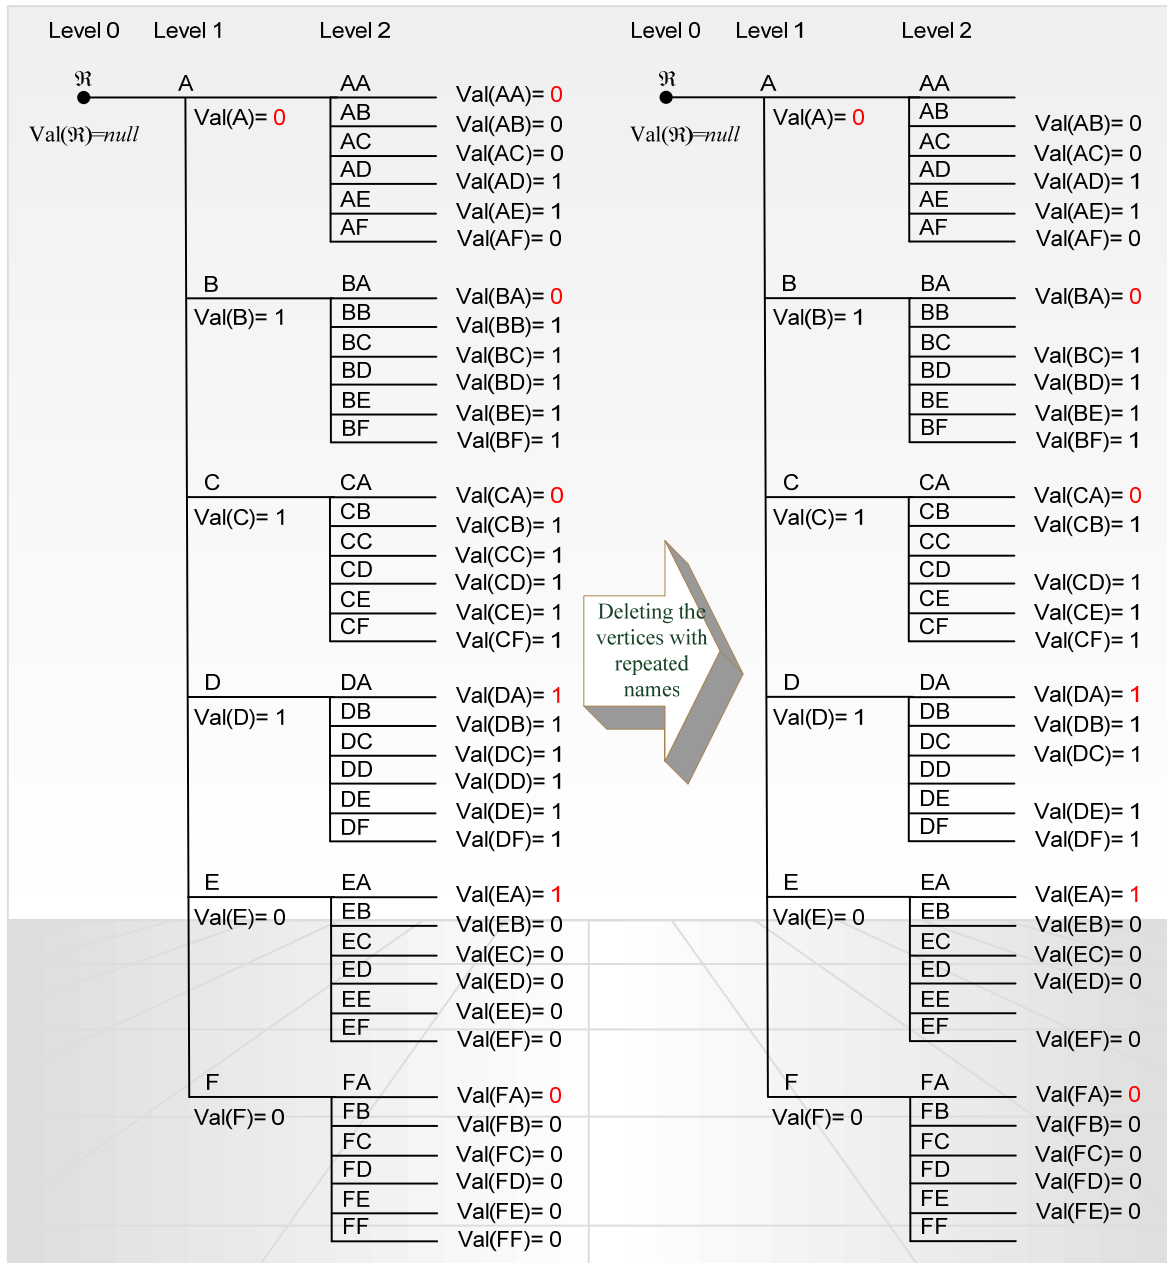 Level 0 Level 1 Level 2
ℜ A AA
Val(ℜ)=null
Val(A)= 0
Val(AA)= 0
AB Val(AB)= 0
AC Val(AC)= 0
AD Val(AD)= 1
AE Val(AE)= 1
AF Val(AF)= 0
B BA Val(BA)= 0
Val(B)= 1
BB Val(BB)= 1
BC Val(BC)= 1
BD Val(BD)= 1
BE Val(BE)= 1
BF Val(BF)= 1
C CA Val(CA)= 0
Val(C)= 1
CB Val(CB)= 1
CC Val(CC)= 1
CD Val(CD)= 1
CE Val(CE)= 1
CF Val(CF)= 1
D DA Val(DA)= 1
Val(D)= 1
DB Val(DB)= 1
DC Val(DC)= 1
DD Val(DD)= 1
DE Val(DE)= 1
DF Val(DF)= 1
E EA Val(EA)= 1
Val(E)= 0
EB Val(EB)= 0
EC Val(EC)= 0
ED Val(ED)= 0
EE Val(EE)= 0
EF Val(EF)= 0
F FA Val(FA)= 0
Val(F)= 0
FB Val(FB)= 0
FC Val(FC)= 0
FD Val(FD)= 0
FE Val(FE)= 0
FF Val(FF)= 0
Deleting the
vertices with
repeated
names
Level 0 Level 1 Level 2
ℜ A AA
Val(ℜ)=null
Val(A)= 0
AB Val(AB)= 0
AC Val(AC)= 0
AD Val(AD)= 1
AE Val(AE)= 1
AF Val(AF)= 0
B BA Val(BA)= 0
Val(B)= 1
BB
BC Val(BC)= 1
BD Val(BD)= 1
BE Val(BE)= 1
BF Val(BF)= 1
C CA Val(CA)= 0
Val(C)= 1
CB Val(CB)= 1
CC
CD Val(CD)= 1
CE Val(CE)= 1
CF Val(CF)= 1
D DA Val(DA)= 1
Val(D)= 1
DB Val(DB)= 1
DC Val(DC)= 1
DD
DE Val(DE)= 1
DF Val(DF)= 1
E EA Val(EA)= 1
Val(E)= 0
EB Val(EB)= 0
EC Val(EC)= 0
ED Val(ED)= 0
EE
EF Val(EF)= 0
F FA Val(FA)= 0
Val(F)= 0
FB Val(FB)= 0
FC Val(FC)= 0
FD Val(FD)= 0
FE Val(FE)= 0
FF